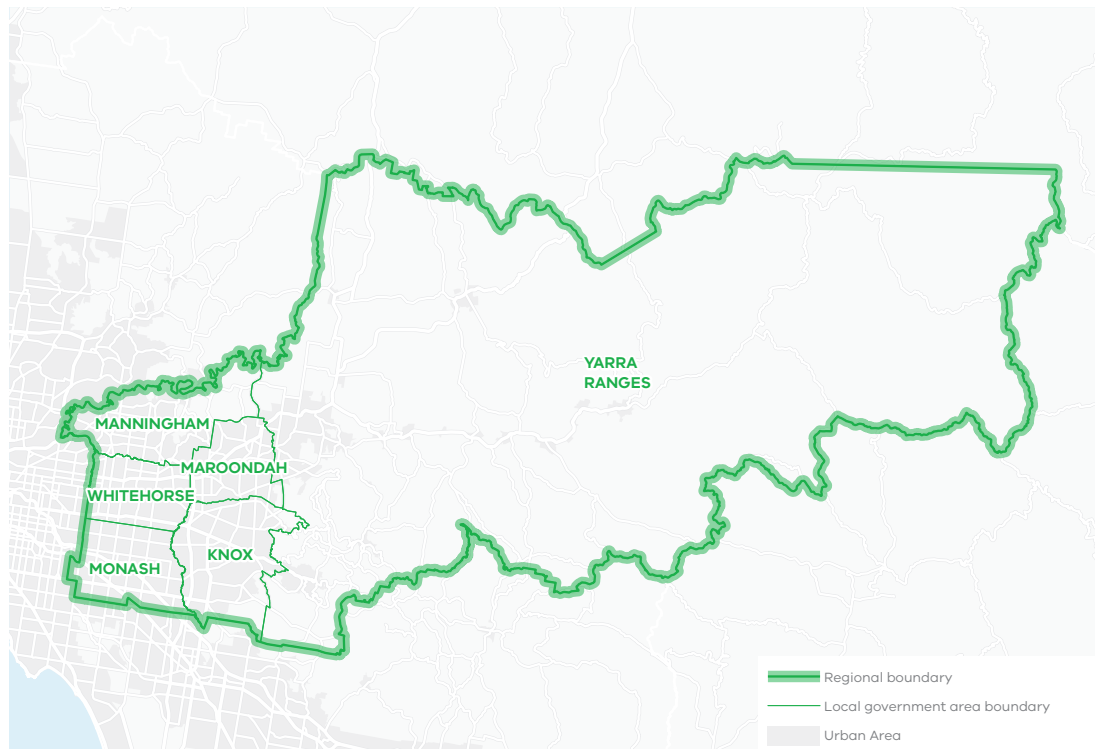 YARRA
RANGES
MANNINGHAM
MAROONDAH
WHITEHORSE
KNOX
MONASH
Regional boundary
Local government area boundary
Urban Area